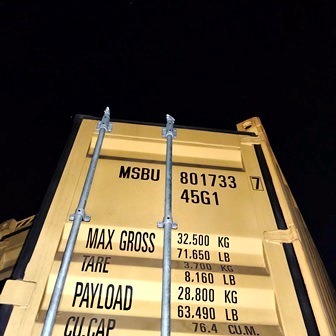 MSBU 801733 7
45G1
MAX GROSS 32.500 KG
71.650 LB
TARE 3.700 KG
8.160 LB
PAYLOAD 28,800 KG
63.490 LB
CU.CAP 76.4 CU.M.